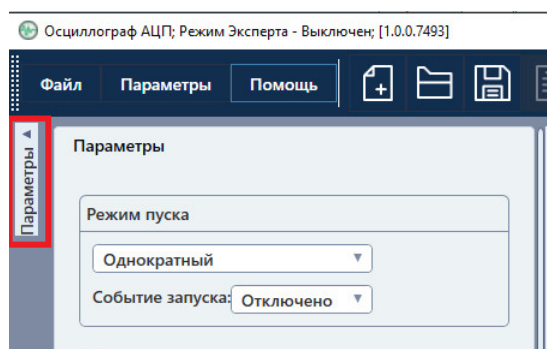 Осциллограф АЦП; Режим Эксперта - Выключен; [1.0.0.7493]
Файл Параметры Помощь
Параметры
Параметры
Режим пуска
Однократный
Событие запуска: Отключено